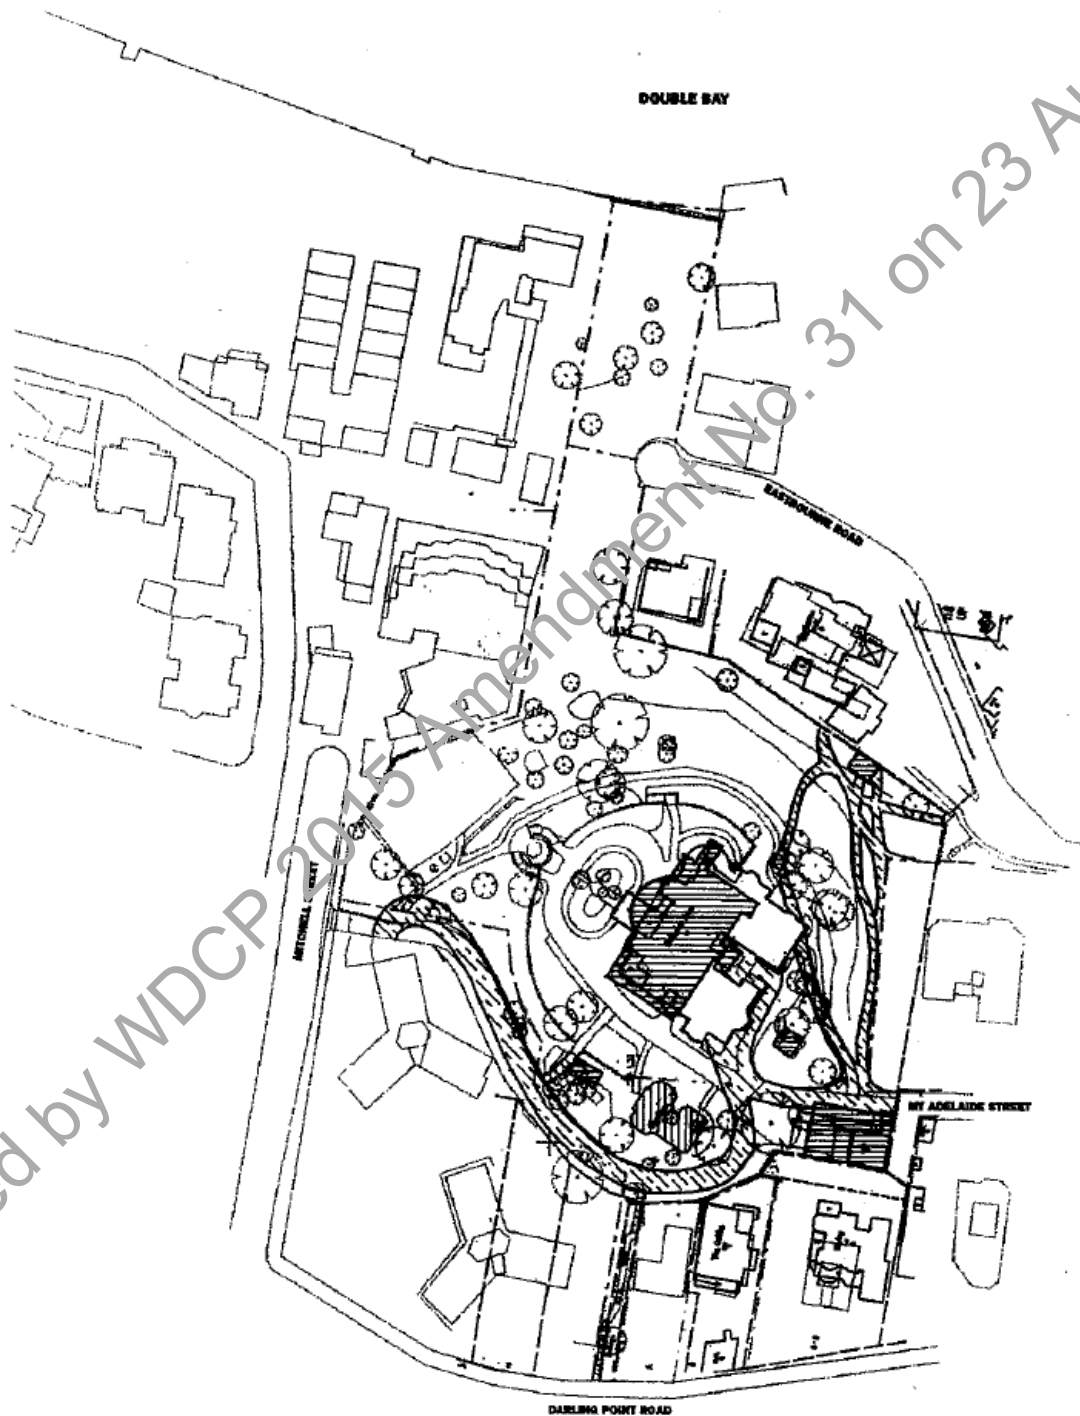 DOUBLE BAY
EASTBOURNE ROAD
MITCHELL STREET
MT ADELAIDE STREET
DARLING POINT ROAD
ed by WDCP 2015 Amendment No. 31 on 23 Au